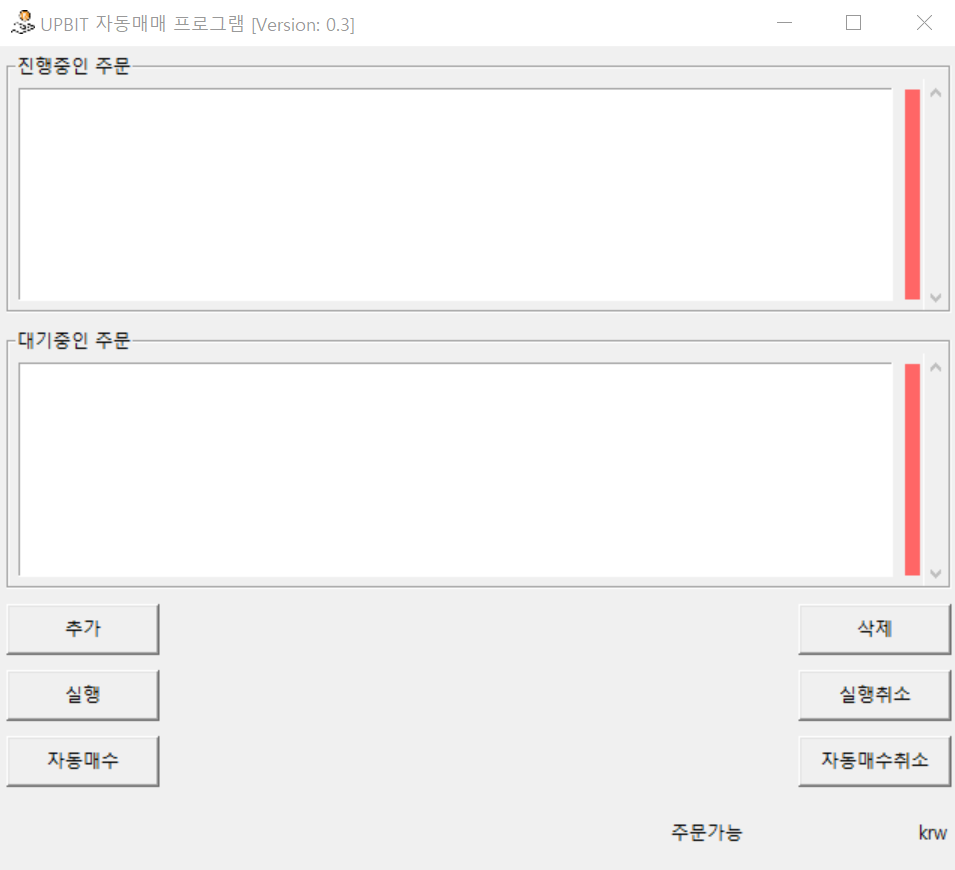 UPBIT 자동매매 프로그램 [Version: 0.3]
진행중인 주문
대기중인 주문
추가
삭제
실행
실행취소
자동매수
자동매수취소
주문가능 krw